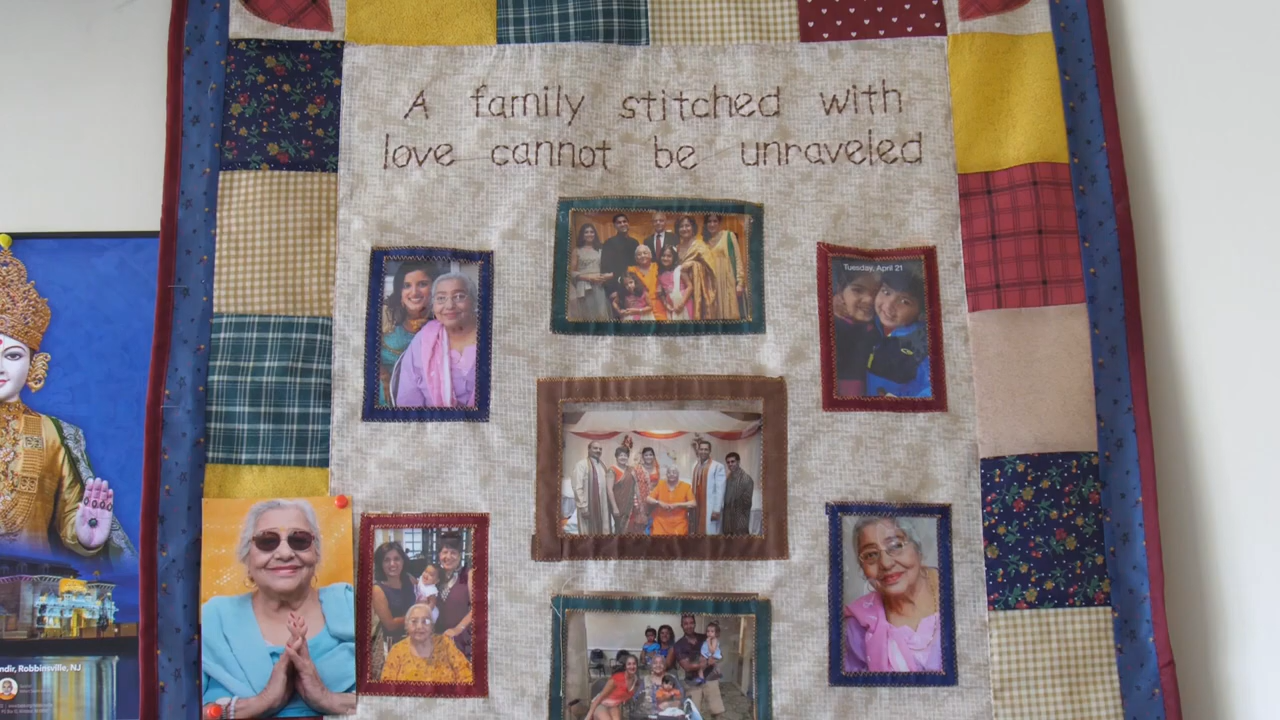 A family stitched with
love cannot be unraveled
Tuesday, April 21
ndir, Robbinsville, NJ